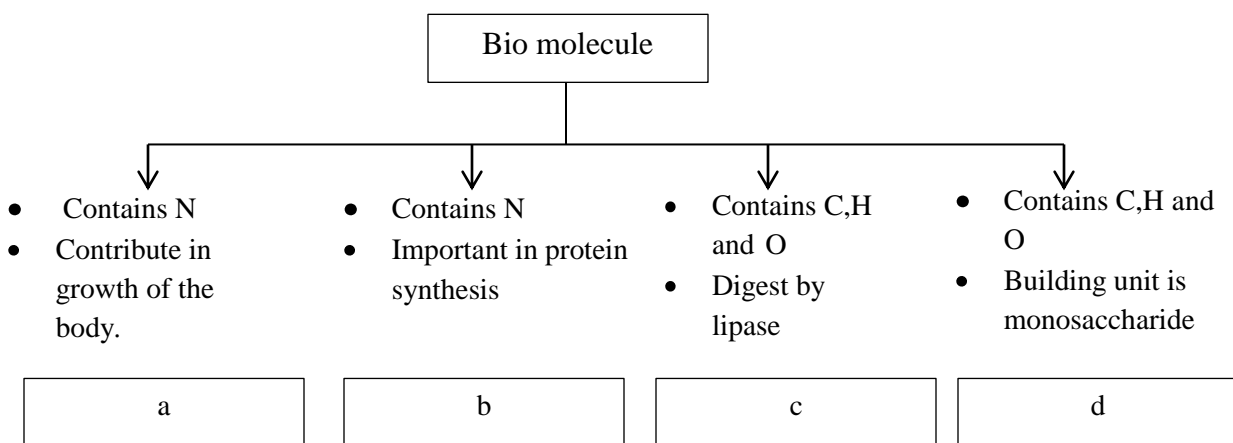 Bio molecule
● Contains N
● Contribute in
growth of the
body.
● Contains N
● Important in protein
synthesis
● Contains C,H
and O
● Digest by
lipase
● Contains C,H and
O
● Building unit is
monosaccharide
a
b
c
d